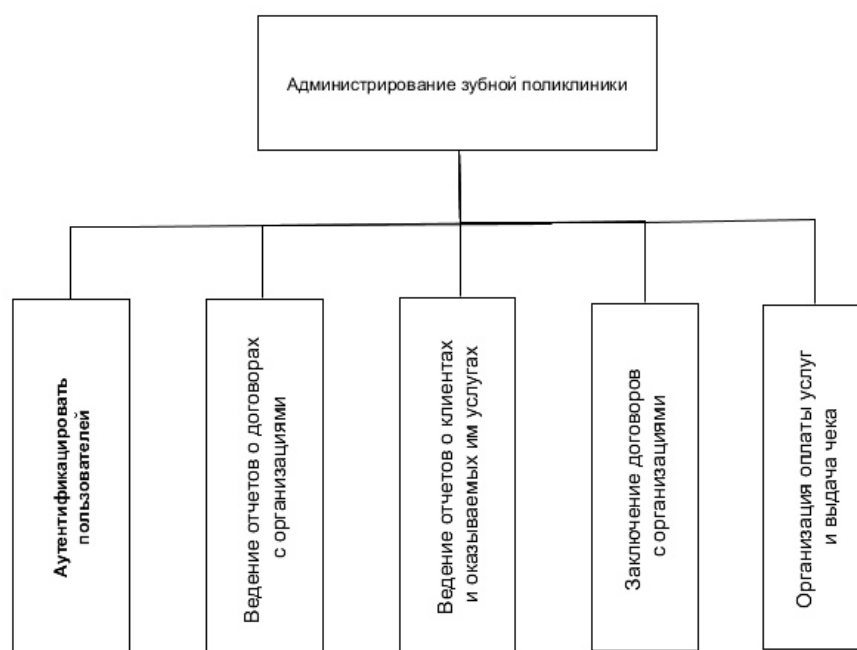 Администрирование зубной поликлиники
Аутентификацировать
пользователей
Ведение отчетов о договорах
с организациями
Ведение отчетов о клиентах
и оказываемых им услугах
Заключение договоров
с организациями
Организация оплаты услуг
и выдача чека